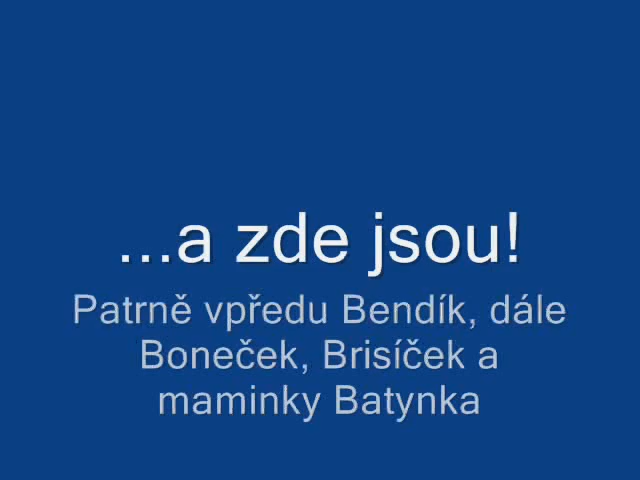 ...a zde jsou!
Patrně vpředu Bendík, dále
Boneček, Brisíček a
maminky Batynka